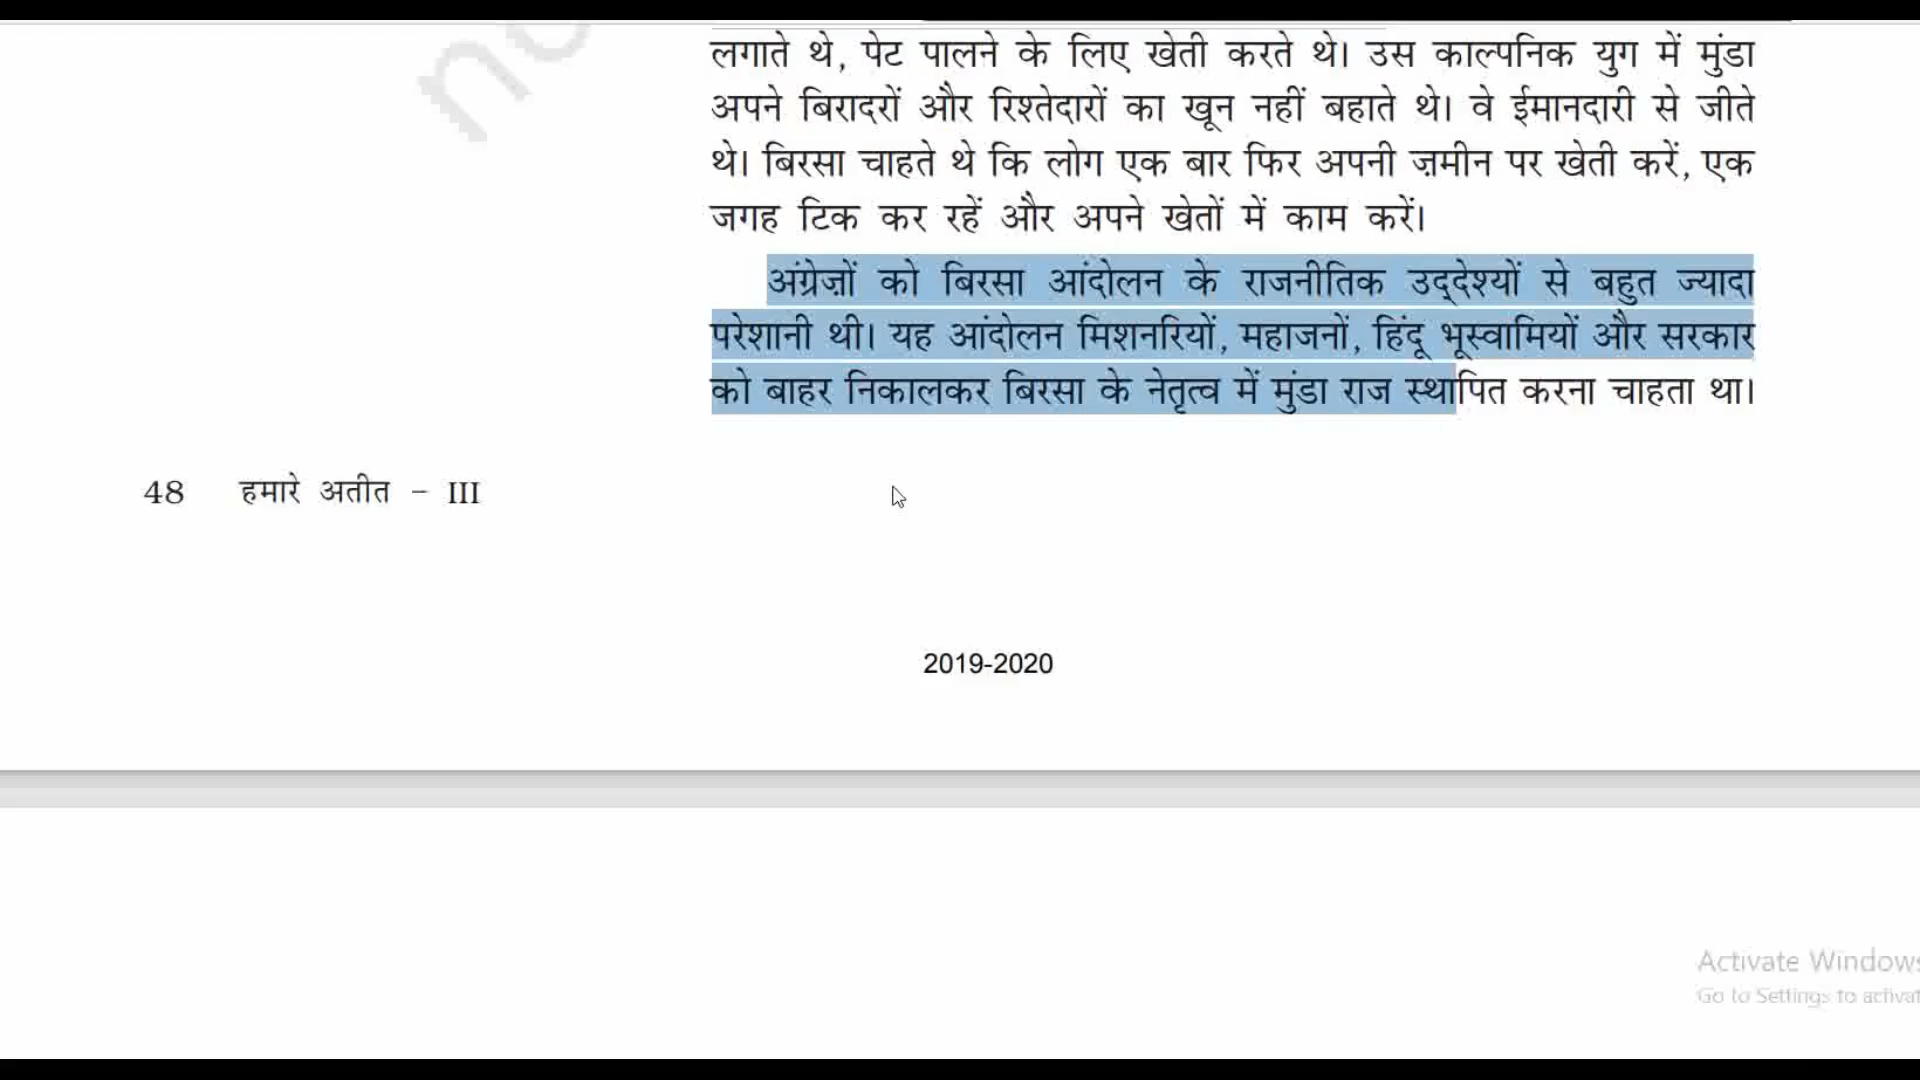 लगाते थे, पेट पालने के लिए खेती करते थे। उस काल्पनिक युग में मुंडा
अपने बिरादरों और रिश्तेदारों का खून नहीं बहाते थे। वे ईमानदारी से जीते
थे। बिरसा चाहते थे कि लोग एक बार फिर अपनी ज़मीन पर खेती करें, एक
जगह टिक कर रहें और अपने खेतों में काम करें।
अंग्रेज़ों को बिरसा आंदोलन के राजनीतिक उद्देश्यों से बहुत ज्यादा
परेशानी थी। यह आंदोलन मिशनरियों, महाजनों, हिंदू भूस्वामियों और सरकार
को बाहर निकालकर बिरसा के नेतृत्व में मुंडा राज स्थापित करना चाहता था।
48 हमारे अतीत – III
2019-2020
Activate Windows
Go to Settings to activat